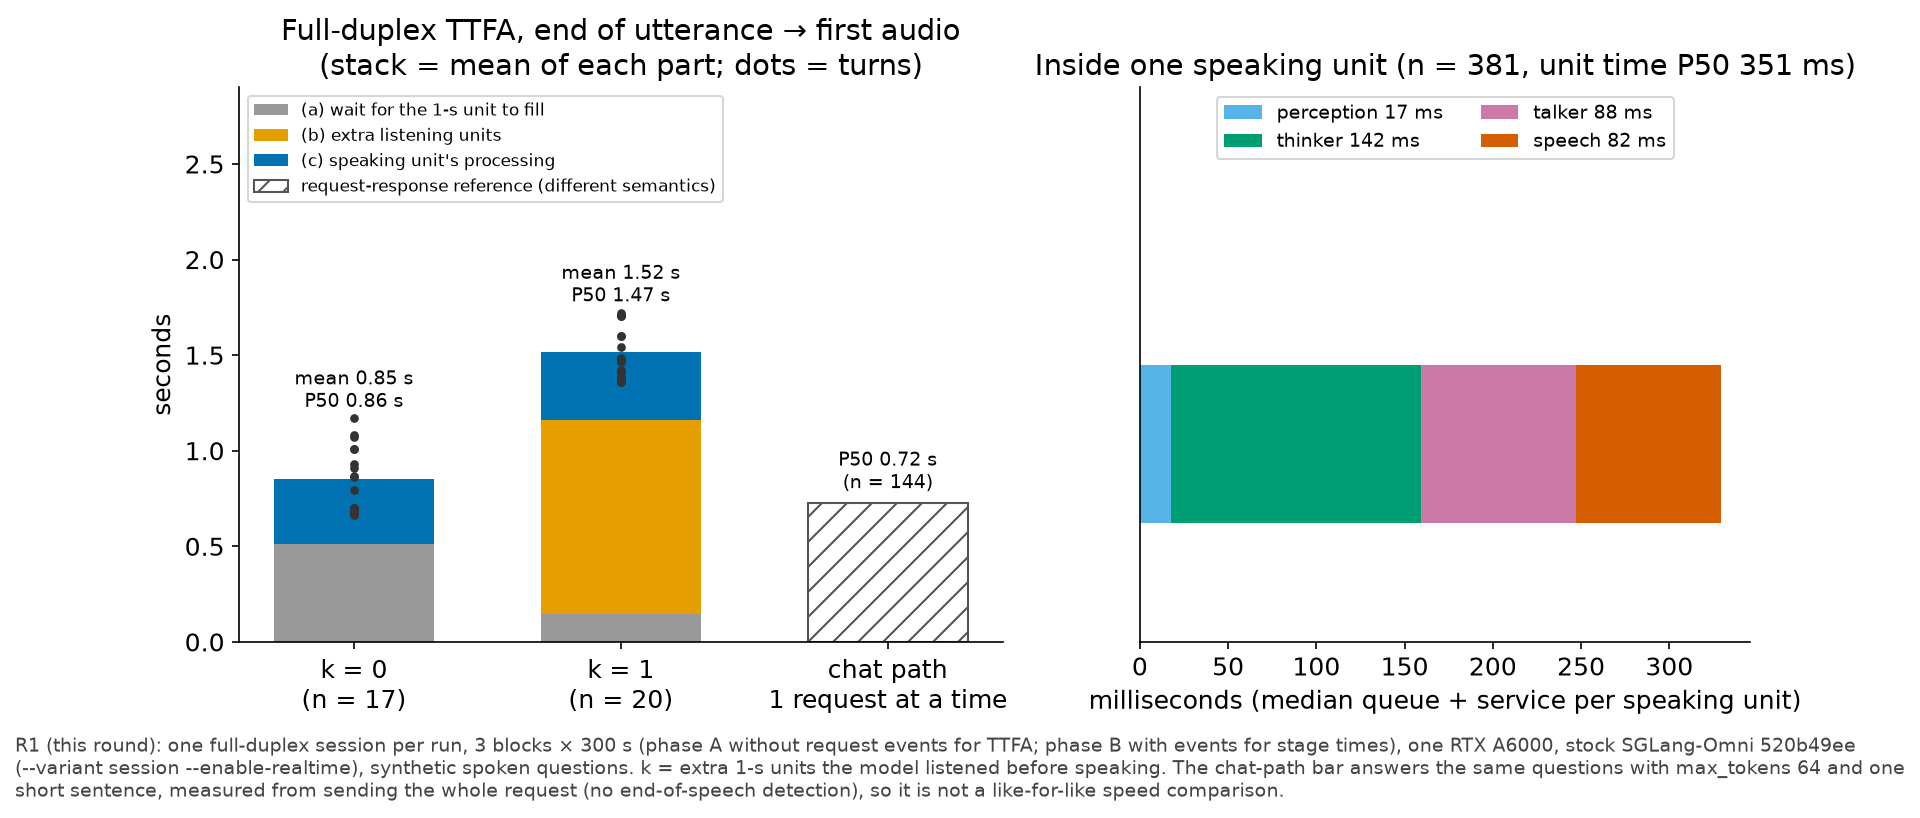 Full-duplex TTFA, end of utterance → first audio
(stack = mean of each part; dots = turns)
(a) wait for the 1-s unit to fill
(b) extra listening units
(c) speaking unit's processing
request-response reference (different semantics)
seconds
2.5
2.0
1.5
1.0
0.5
0.0
mean 0.85 s
P50 0.86 s
mean 1.52 s
P50 1.47 s
P50 0.72 s
(n = 144)
k = 0
(n = 17)
k = 1
(n = 20)
chat path
1 request at a time
Inside one speaking unit (n = 381, unit time P50 351 ms)
perception 17 ms
thinker 142 ms
talker 88 ms
speech 82 ms
0 50 100 150 200 250 300
milliseconds (median queue + service per speaking unit)
R1 (this round): one full-duplex session per run, 3 blocks × 300 s (phase A without request events for TTFA; phase B with events for stage times), one RTX A6000, stock SGLang-Omni 520b49ee
(--variant session --enable-realtime), synthetic spoken questions. k = extra 1-s units the model listened before speaking. The chat-path bar answers the same questions with max_tokens 64 and one
short sentence, measured from sending the whole request (no end-of-speech detection), so it is not a like-for-like speed comparison.